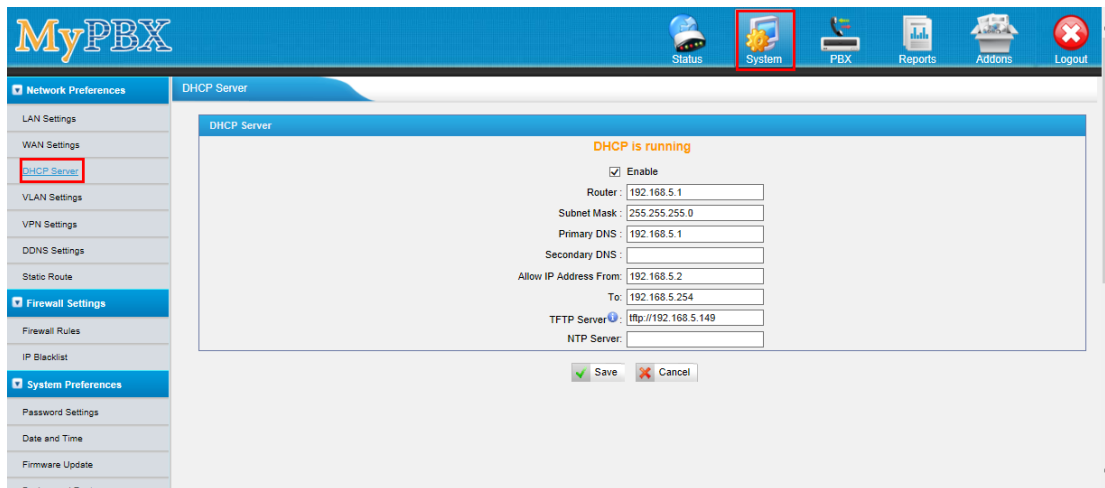 MyPBX
Status
System
PBX
Reports
Addons
Logout
Network Preferences
LAN Settings
WAN Settings
DHCP Server
VLAN Settings
VPN Settings
DDNS Settings
Static Route
Firewall Settings
Firewall Rules
IP Blacklist
System Preferences
Password Settings
Date and Time
Firmware Update
DHCP Server
DHCP Server
DHCP is running
Enable
Router : 192.168.5.1
Subnet Mask : 255.255.255.0
Primary DNS : 192.168.5.1
Secondary DNS :
Allow IP Address From: 192.168.5.2
To: 192.168.5.254
TFTP Server : tftp://192.168.5.149
NTP Server:
Save
Cancel